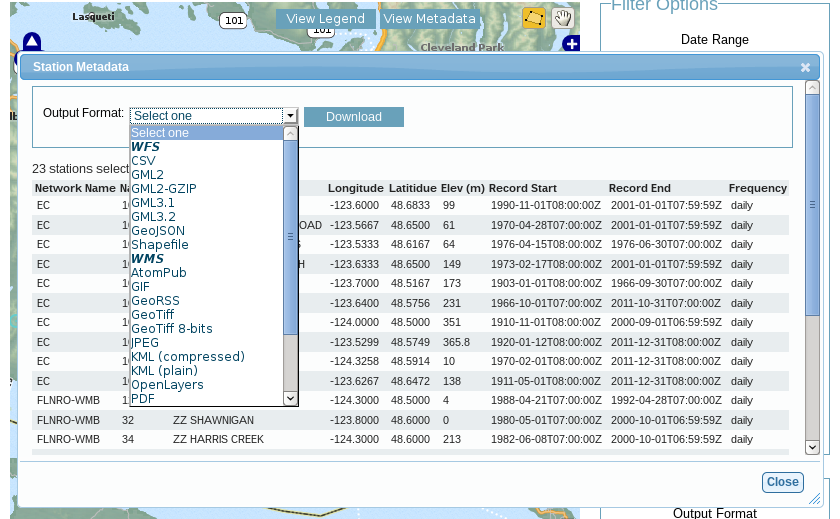 Lasqueti
101
View Legend
View Metadata
101
Cleveland Park
Filter Options
Date Range
Station Metadata
Output Format:
Select one
Download
Select one
WFS
CSV
GML2
GML2-GZIP
GML3.1
GML3.2
GeoJSON
Shapefile
WMS
AtomPub
GIF
GeoRSS
GeoTiff
GeoTiff 8-bits
JPEG
KML (compressed)
KML (plain)
OpenLayers
PDF
23 stations select
Network Name Longitude Latitidue Elev (m) Record Start Record End Frequency
EC -123.6000 48.6833 99 1990-11-01T08:00:00Z 2001-01-01T07:59:59Z daily
EC OAD -123.5667 48.6500 61 1970-04-28T07:00:00Z 2001-01-01T07:59:59Z daily
EC -123.5333 48.6167 64 1976-04-15T08:00:00Z 1976-06-30T07:00:00Z daily
EC H -123.6333 48.6500 149 1973-02-17T08:00:00Z 2001-01-01T07:59:59Z daily
EC -123.7000 48.5167 173 1903-01-01T08:00:00Z 1966-09-30T07:00:00Z daily
EC -123.6400 48.5756 231 1966-10-01T07:00:00Z 2011-10-31T07:00:00Z daily
EC -124.0000 48.5000 351 1910-11-01T08:00:00Z 2000-09-01T06:59:59Z daily
EC -123.5299 48.5749 365.8 1920-01-12T08:00:00Z 2011-12-31T08:00:00Z daily
EC -124.3258 48.5914 10 1970-02-01T08:00:00Z 2011-12-31T08:00:00Z daily
EC -123.6267 48.6472 138 1911-05-01T08:00:00Z 2011-12-31T08:00:00Z daily
FLNRO-WMB -124.3000 48.5000 4 1988-04-21T07:00:00Z 1992-04-28T07:00:00Z daily
FLNRO-WMB 32 ZZ SHAWNIGAN -123.8000 48.6000 0 1980-05-01T07:00:00Z 2000-10-01T06:59:59Z daily
FLNRO-WMB 34 ZZ HARRIS CREEK -124.3000 48.6000 213 1982-06-08T07:00:00Z 2000-10-01T06:59:59Z daily
Close
Output Format